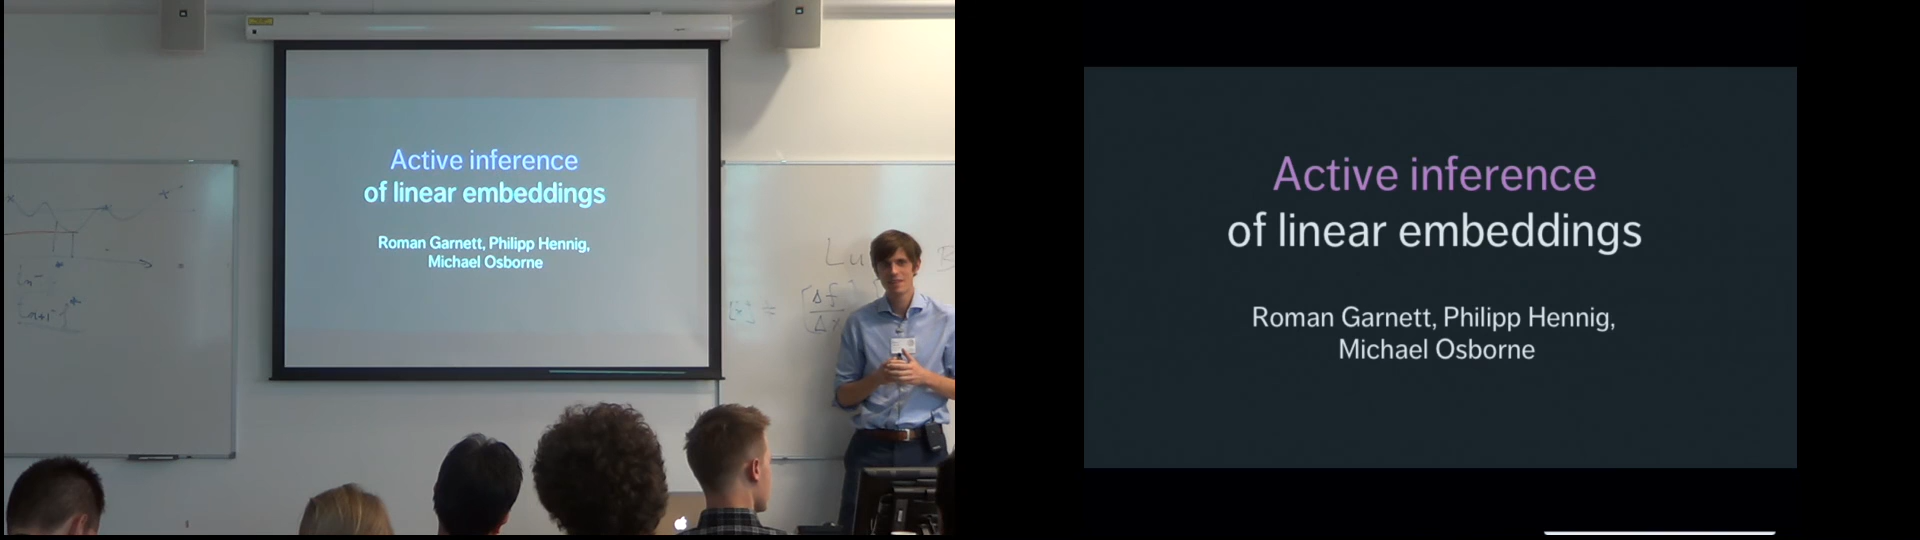 Active inference
of linear embeddings
Roman Garnett, Philipp Hennig,
Michael Osborne
Active inference
of linear embeddings
Roman Garnett, Philipp Hennig,
Michael Osborne